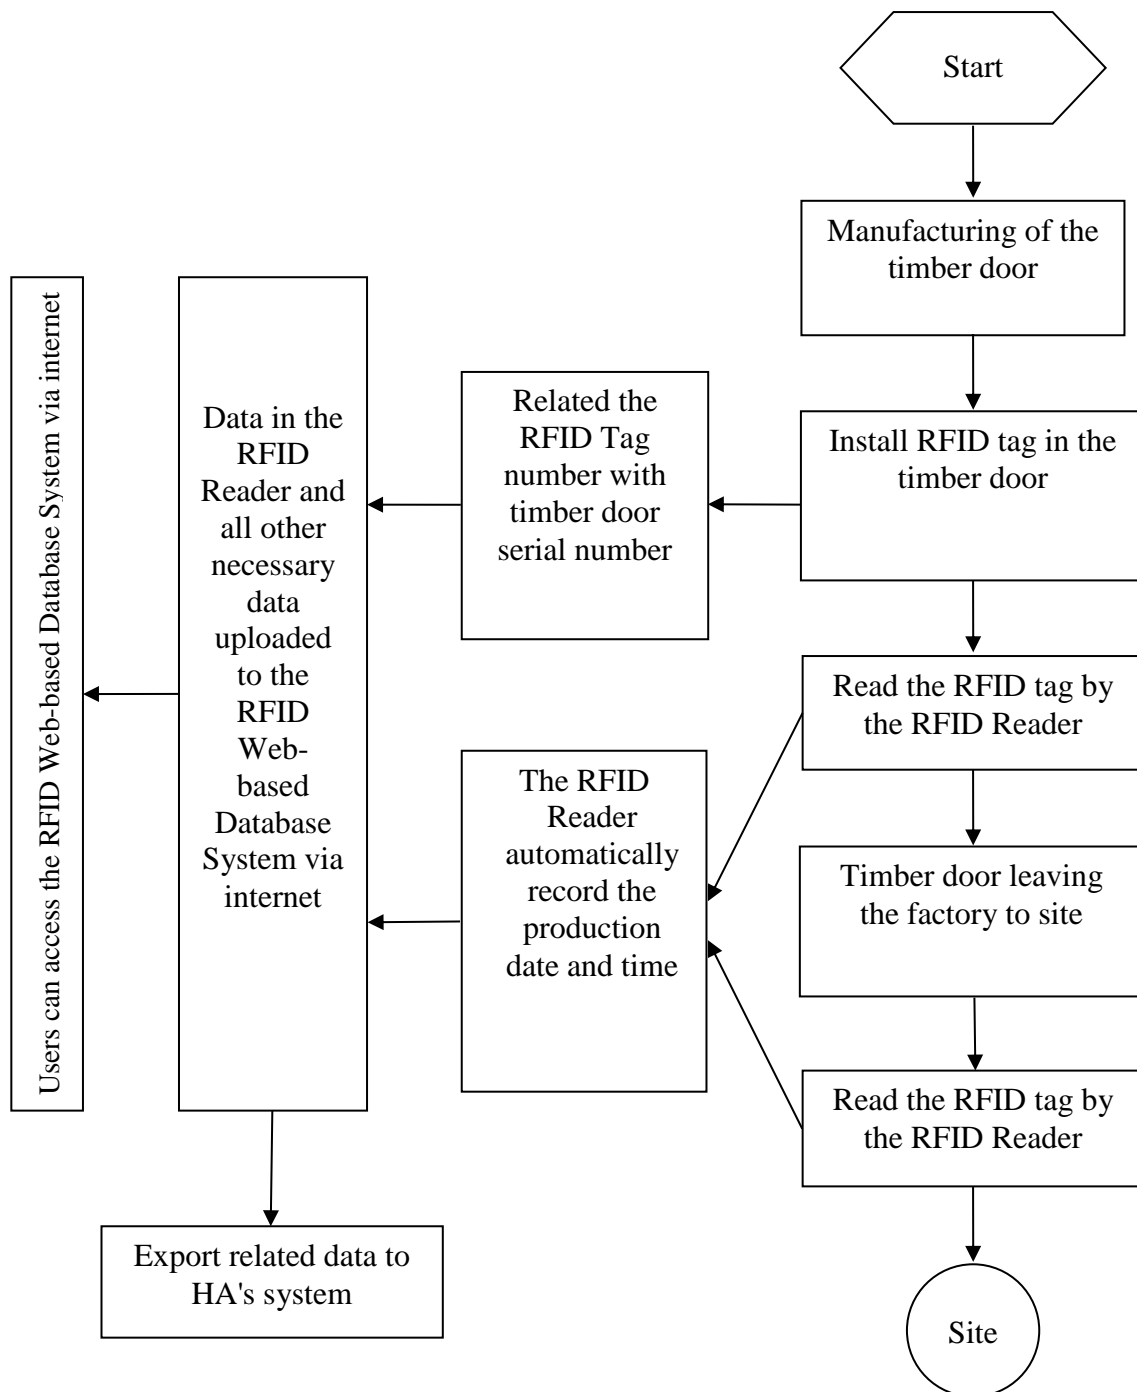 Start
Manufacturing of the
timber door
Install RFID tag in the
timber door
Related the
RFID Tag
number with
timber door
serial number
Data in the
RFID
Reader and
all other
necessary
data
uploaded
to the
RFID
Web-
based
Database
System via
internet
Users can access the RFID Web-based Database System via internet
Read the RFID tag by
the RFID Reader
The RFID
Reader
automatically
record the
production
date and time
Timber door leaving
the factory to site
Read the RFID tag by
the RFID Reader
Export related data to
HA's system
Site